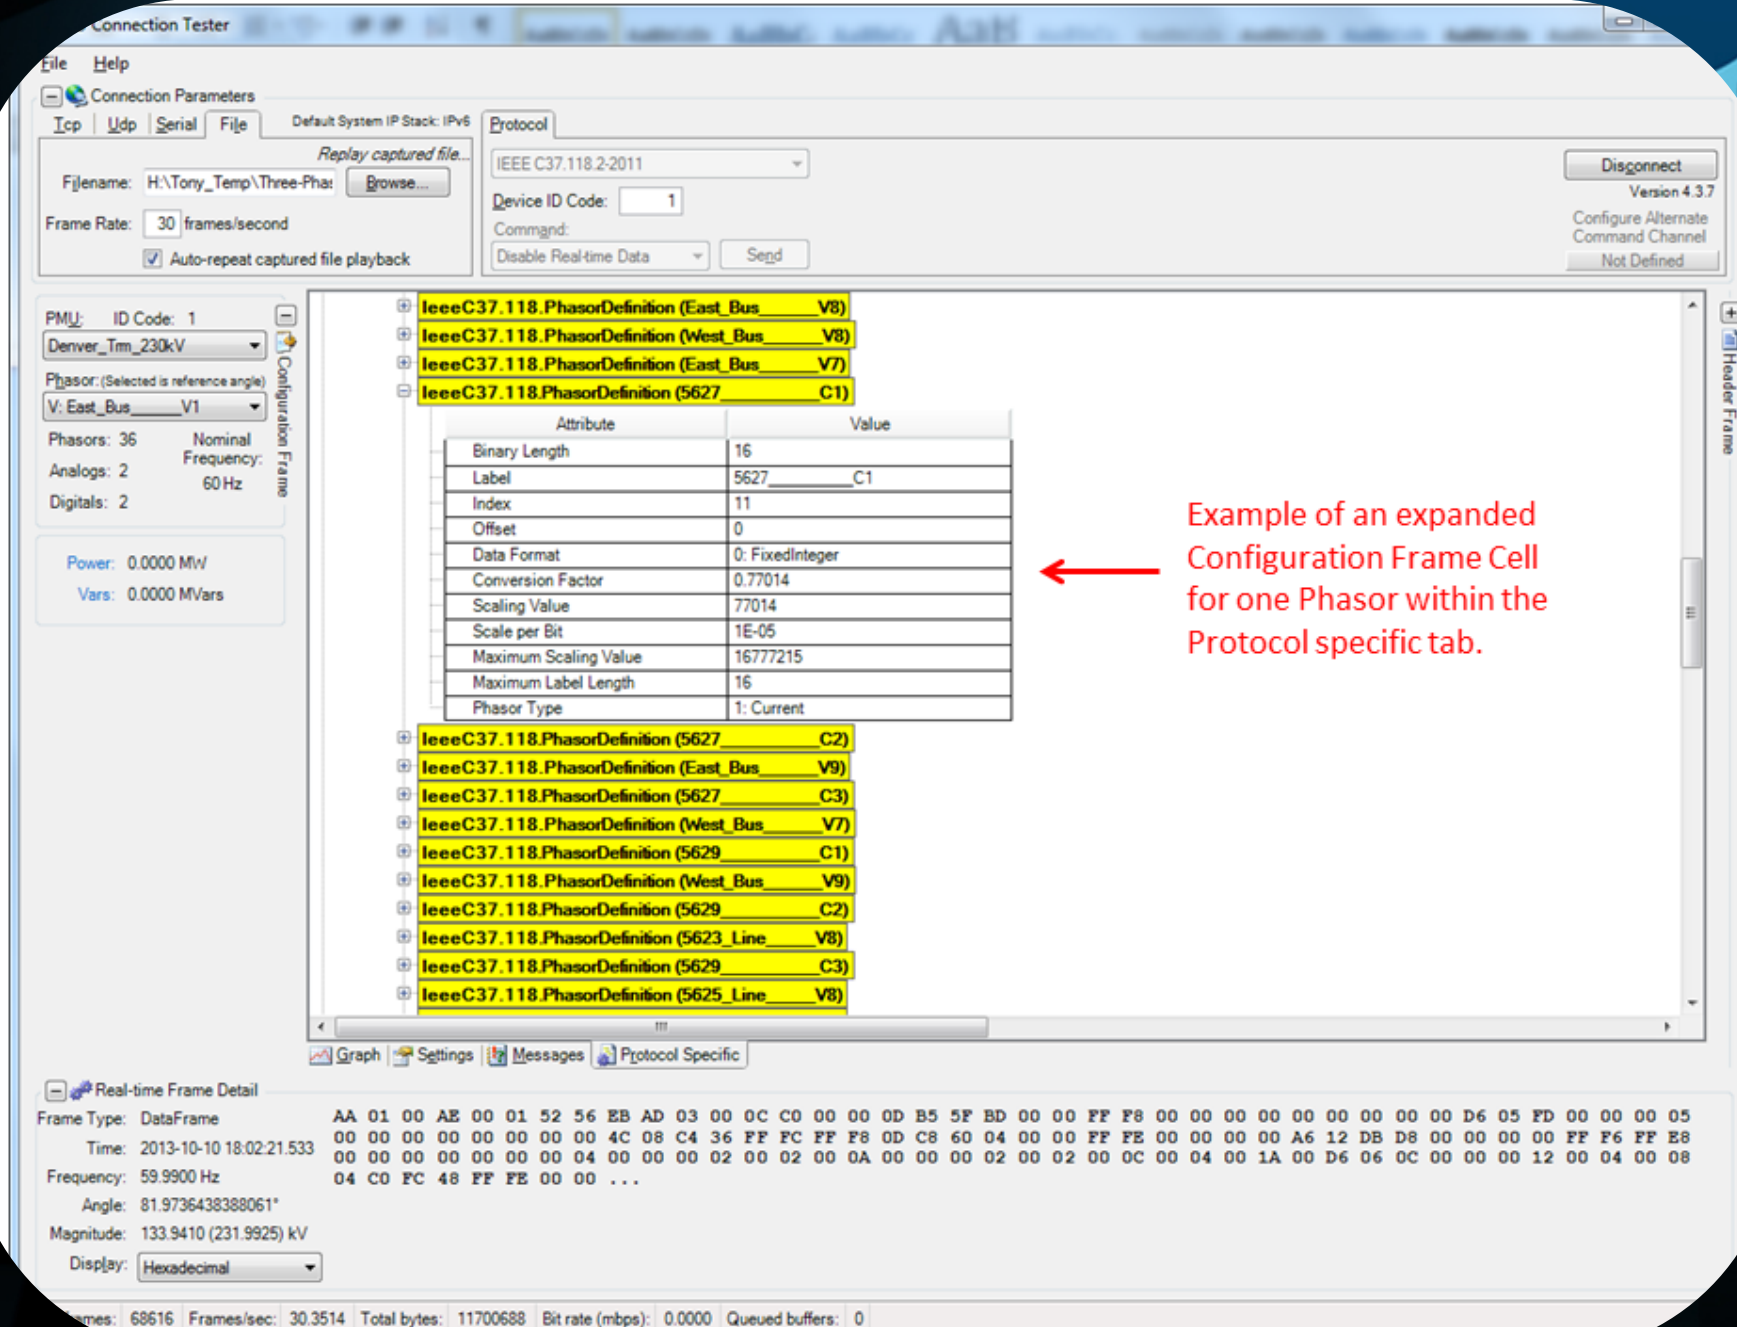 Connection Tester
File Help
Connection Parameters
Tcp Udp Serial File Default System IP Stack: IPv6 Protocol
Replay captured file...
Filename: H:\Tony_Temp\Three-Phas Browse...
Frame Rate: 30 frames/second
Auto-repeat captured file playback
IEEE C37.118.2-2011
Device ID Code: 1
Command:
Disable Real-time Data Send
Disconnect
Version 4.3.7
Configure Alternate
Command Channel
Not Defined
PMU: ID Code: 1
Denver_Trm_230kV
Phasor: (Selected is reference angle)
V: East_Bus______V1
Phasors: 36 Nominal
Frequency:
Analogs: 2
60 Hz
Digitals: 2
Configuration Frame
Power: 0.0000 MW
Vars: 0.0000 MVars
IeeeC37.118.PhasorDefinition (East_Bus______V8)
IeeeC37.118.PhasorDefinition (West_Bus______V8)
IeeeC37.118.PhasorDefinition (East_Bus______V7)
IeeeC37.118.PhasorDefinition (5627__________C1)
Attribute Value
Binary Length 16
Label 5627__________C1
Index 11
Offset 0
Data Format 0: FixedInteger
Conversion Factor 0.77014
Scaling Value 77014
Scale per Bit 1E-05
Maximum Scaling Value 16777215
Maximum Label Length 16
Phasor Type 1: Current
IeeeC37.118.PhasorDefinition (5627__________C2)
IeeeC37.118.PhasorDefinition (East_Bus______V9)
IeeeC37.118.PhasorDefinition (5627__________C3)
IeeeC37.118.PhasorDefinition (West_Bus______V7)
IeeeC37.118.PhasorDefinition (5629__________C1)
IeeeC37.118.PhasorDefinition (West_Bus______V9)
IeeeC37.118.PhasorDefinition (5629__________C2)
IeeeC37.118.PhasorDefinition (5623_Line_____V8)
IeeeC37.118.PhasorDefinition (5629__________C3)
IeeeC37.118.PhasorDefinition (5625_Line_____V8)
Example of an expanded
Configuration Frame Cell
for one Phasor within the
Protocol specific tab.
Header Frame
Graph Settings Messages Protocol Specific
Real-time Frame Detail
Frame Type: DataFrame
Time: 2013-10-10 18:02:21.533
Frequency: 59.9900 Hz
Angle: 81.9736438388061°
Magnitude: 133.9410 (231.9925) kV
Display: Hexadecimal
AA 01 00 AE 00 01 52 56 EB AD 03 00 0C C0 00 00 0D B5 5F BD 00 00 FF F8 00 00 00 00 00 00 00 00 00 D6 05 FD 00 00 00 05
00 00 00 00 00 00 00 00 4C 08 C4 36 FF FC FF F8 0D C8 60 04 00 00 FF FE 00 00 00 00 A6 12 DB D8 00 00 00 00 FF F6 FF E8
00 00 00 00 00 00 00 04 00 00 00 02 00 02 00 0A 00 00 00 02 00 02 00 0C 00 04 00 1A 00 D6 06 0C 00 00 00 12 00 04 00 08
04 C0 FC 48 FF FE 00 00 ...
68616 Frames/sec: 30.3514 Total bytes: 11700688 Bit rate (mbps): 0.0000 Queued buffers: 0